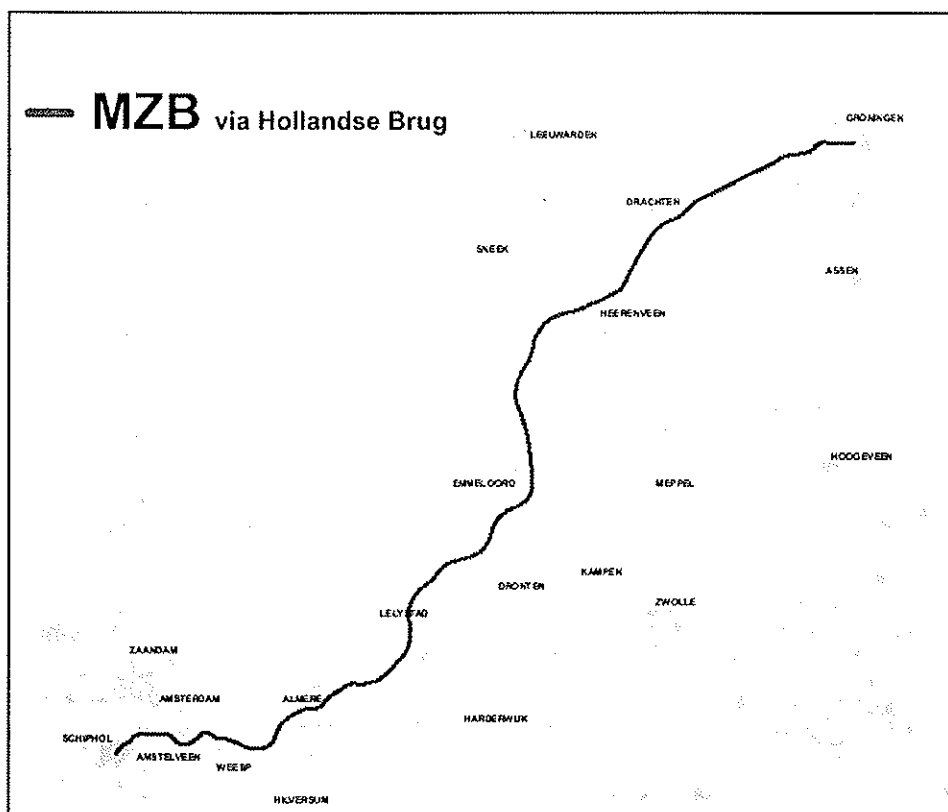 MZB via Hollandse Brug
GRONINGEN
LEEUWARDEN
DRACHTEN
SNEEK
ASSEN
HEERENVEEN
HOOGEVEEN
EMMELOORD
MEPPEL
KAMPEN
DRONTEN
ZWOLLE
LELYSTAD
ZAANDAM
AMSTERDAM
ALMERE
HARDERWIJK
SCHIPHOL
AMSTELVEEN
WEESP
HILVERSUM